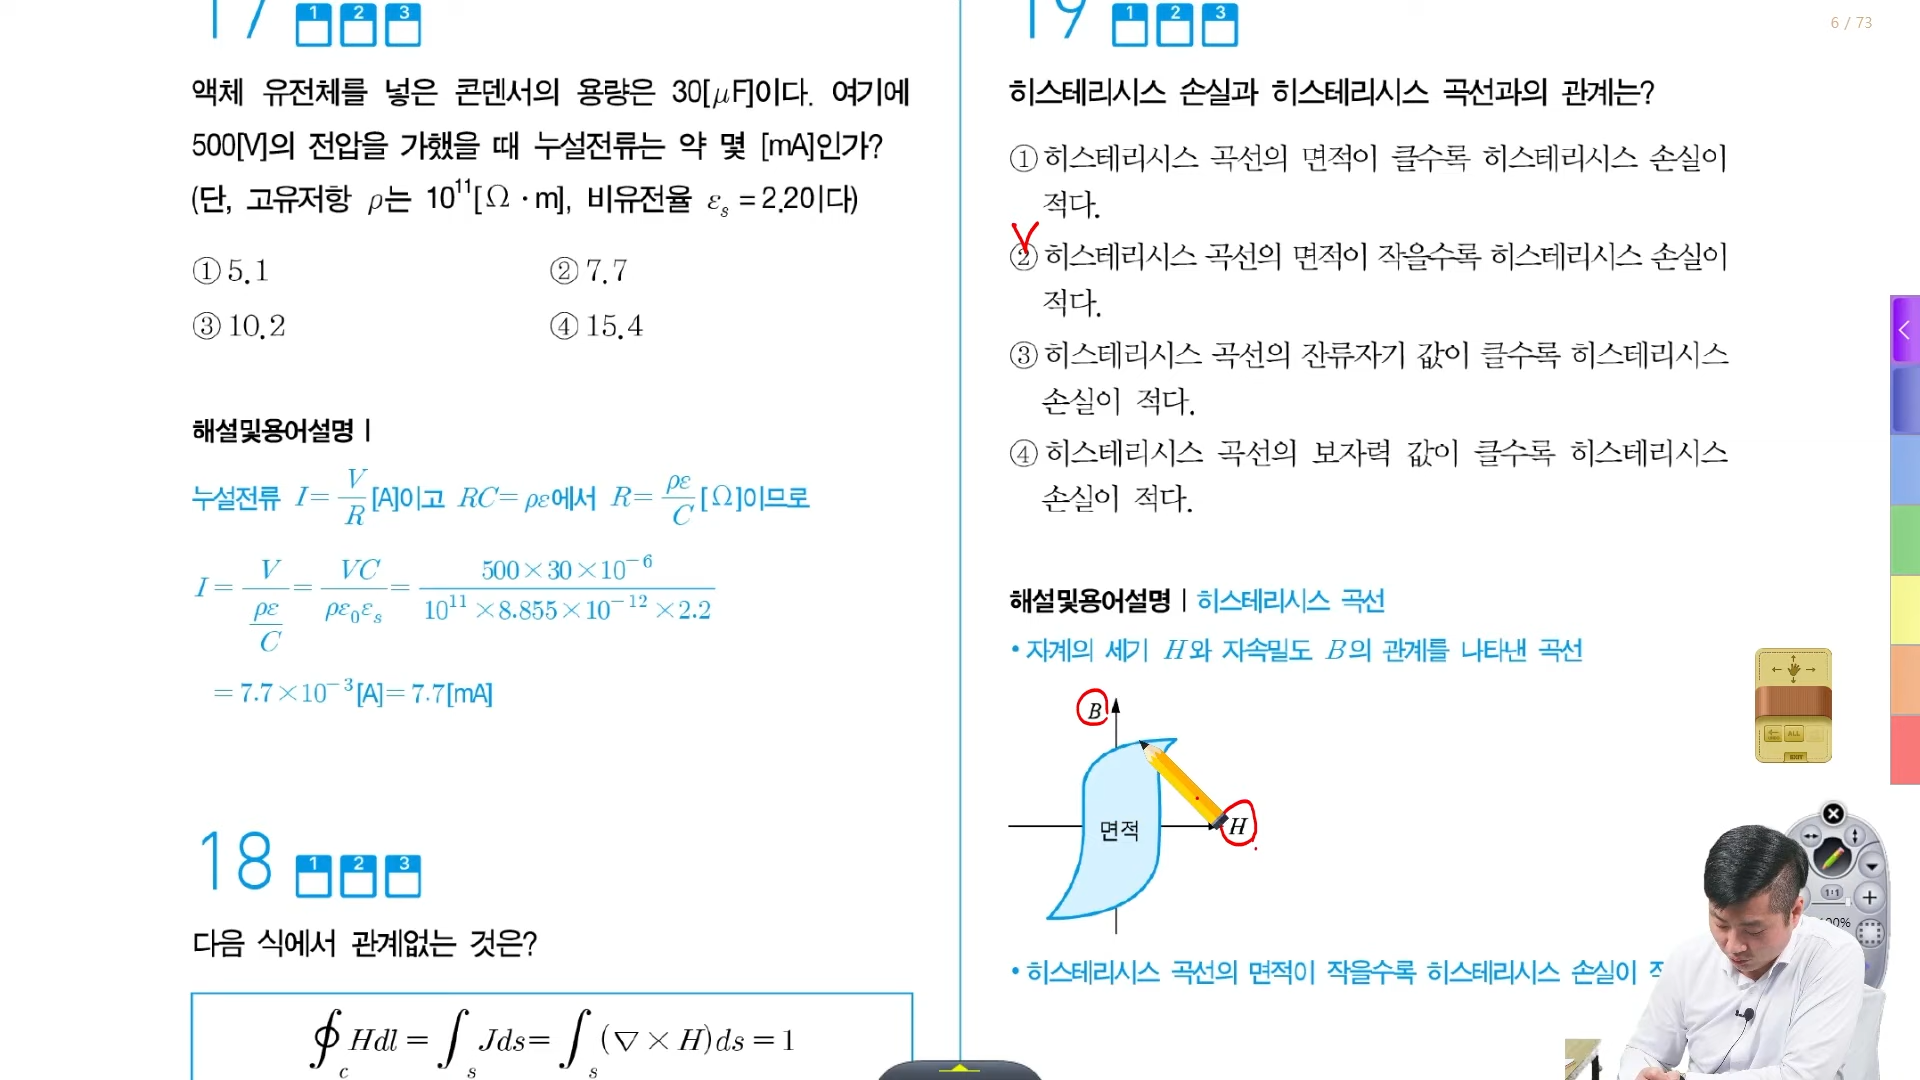 6 / 73
17 1 2 3
액체 유전체를 넣은 콘덴서의 용량은 30[μF]이다. 여기에
500[V]의 전압을 가했을 때 누설전류는 약 몇 [mA]인가?
(단, 고유저항 ρ는 10¹¹[Ω·m], 비유전율 εₛ = 2.2이다)
① 5.1 ② 7.7
③ 10.2 ④ 15.4
해설및용어설명 |
누설전류 I = V/R [A]이고 RC = ρε에서 R = ρε/C [Ω]이므로
I = V/(ρε/C) = VC/(ρε₀εₛ) = (500×30×10⁻⁶)/(10¹¹×8.855×10⁻¹²×2.2)
= 7.7×10⁻³[A] = 7.7[mA]
18 1 2 3
다음 식에서 관계없는 것은?
∮c Hdl = ∫s Jds = ∫s (∇×H)ds = 1
19 1 2 3
히스테리시스 손실과 히스테리시스 곡선과의 관계는?
① 히스테리시스 곡선의 면적이 클수록 히스테리시스 손실이
적다.
② 히스테리시스 곡선의 면적이 작을수록 히스테리시스 손실이
적다.
③ 히스테리시스 곡선의 잔류자기 값이 클수록 히스테리시스
손실이 적다.
④ 히스테리시스 곡선의 보자력 값이 클수록 히스테리시스
손실이 적다.
해설및용어설명 | 히스테리시스 곡선
• 자계의 세기 H와 자속밀도 B의 관계를 나타낸 곡선
B
H
면적
• 히스테리시스 곡선의 면적이 작을수록 히스테리시스 손실이
ALL
EXIT
1:1